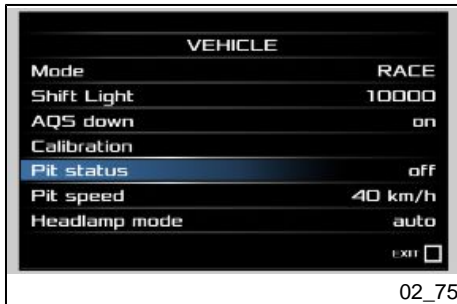 VEHICLE
Mode RACE
Shift Light 10000
AQS down on
Calibration
Pit status off
Pit speed 40 km/h
Headlamp mode auto
EXIT
02_75